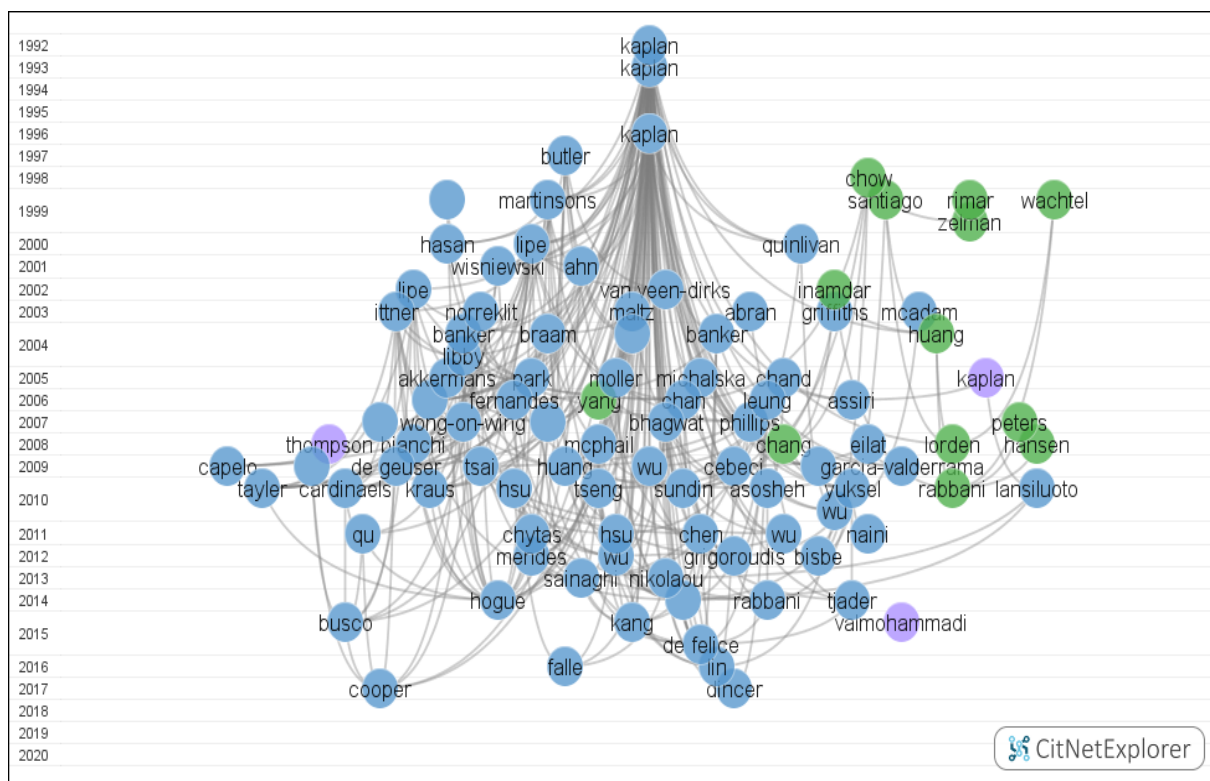 1992 kaplan
1993 kaplan
1994
1995
1996 kaplan
1997 butler
1998 chow
1999 martinsons santiago rimar wachtel
zelman
2000 hasan lipe quinlivan
2001 wisniewski ahn
2002 lipe van veen-dirks inamdar
2003 ittner norreklit maltz abran griffiths mcadam
2004 banker braam banker huang
libby
2005 akkermans park moller michalska chand kaplan
2006 fernandes yang chan leung assiri
2007 wong-on-wing bhagwat phillips peters
2008 thompson bianchi mcphail chang eilat lorden hansen
2009 capelo de geuser tsai huang wu cebeci garcia-valderrama
2010 tayler cardinaels kraus hsu tseng sundin asosheh yuksel rabbani lansiluoto
wu
2011 qu chytas hsu chen wu naini
2012 mendes wu grigoroudis bisbe
2013 sainaghi nikolaou
2014 hogue rabbani tjader
2015 busco kang valmohammadi
de felice
2016 falle lin
2017 cooper dincer
2018
2019
2020
CitNetExplorer